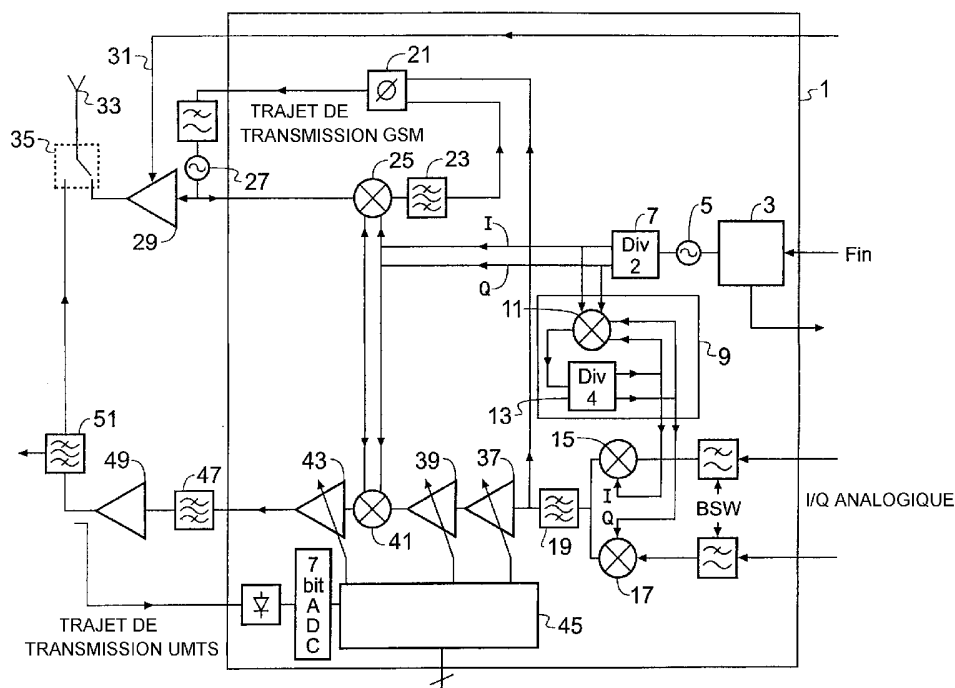 31
21
1
33
TRAJET DE
TRANSMISSION GSM
35
25
23
27
7
5
3
29
I
Div
2
Fin
Q
11
9
Div
4
13
51
15
49
47
43
39
37
I
Q
BSW
I/Q ANALOGIQUE
41
19
17
7
bit
A
D
C
45
TRAJET DE
TRANSMISSION UMTS